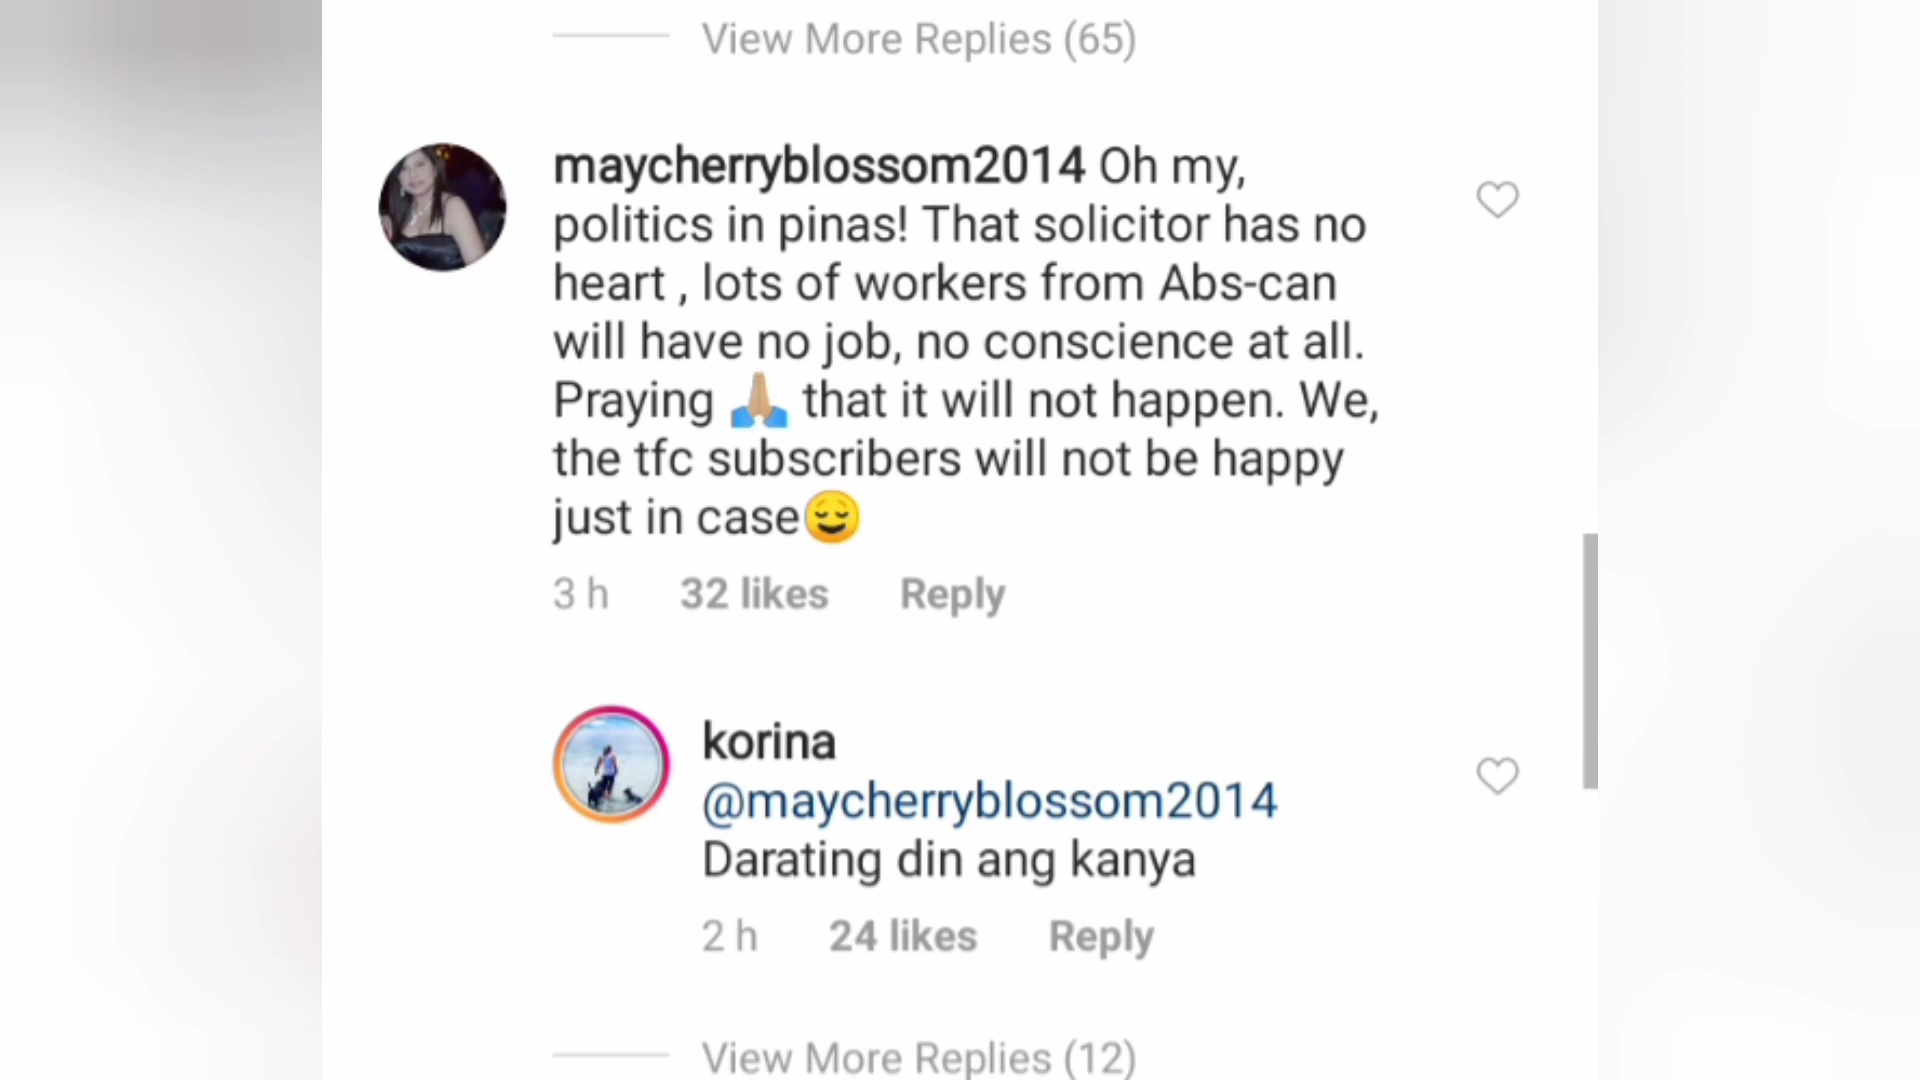 View More Replies (65)
maycherryblossom2014 Oh my,
politics in pinas! That solicitor has no
heart , lots of workers from Abs-can
will have no job, no conscience at all.
Praying 🙏🏼 that it will not happen. We,
the tfc subscribers will not be happy
just in case😌
3 h 32 likes Reply
korina
@maycherryblossom2014
Darating din ang kanya
2 h 24 likes Reply
View More Replies (12)